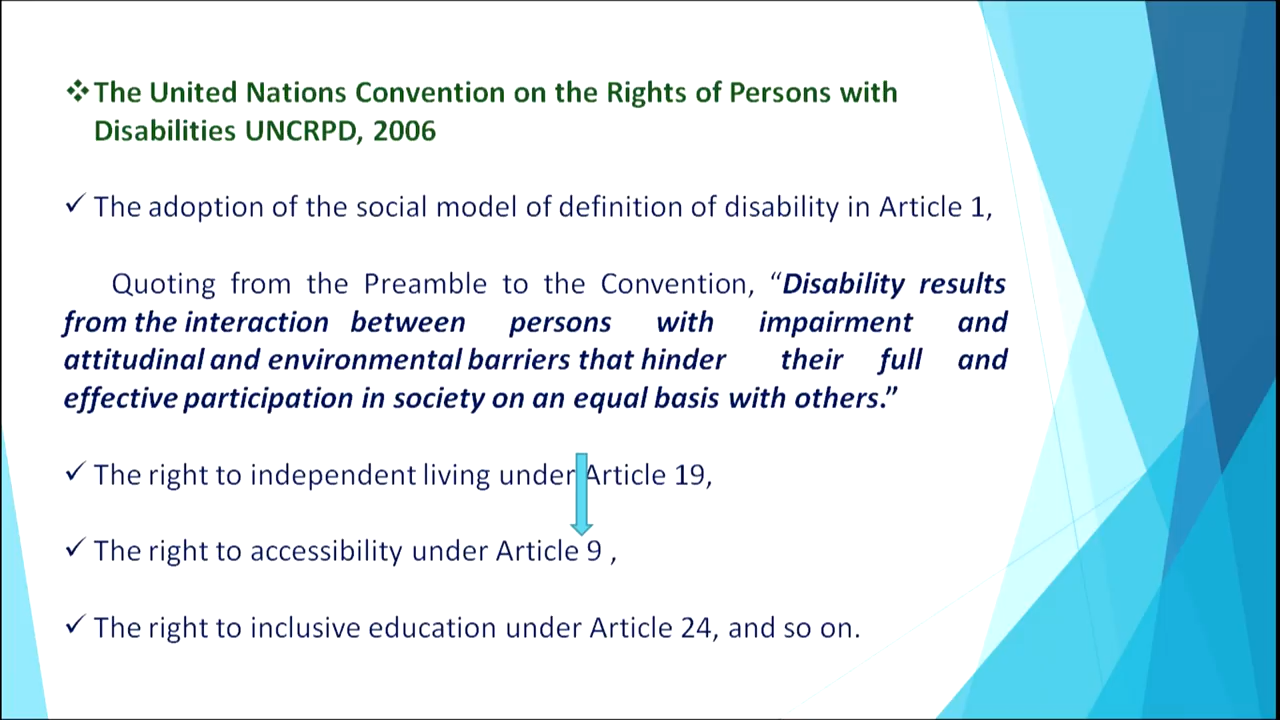 ❖The United Nations Convention on the Rights of Persons with
Disabilities UNCRPD, 2006
✓ The adoption of the social model of definition of disability in Article 1,
Quoting from the Preamble to the Convention, “Disability results
from the interaction between persons with impairment and
attitudinal and environmental barriers that hinder their full and
effective participation in society on an equal basis with others.”
✓ The right to independent living under Article 19,
✓ The right to accessibility under Article 9 ,
✓ The right to inclusive education under Article 24, and so on.